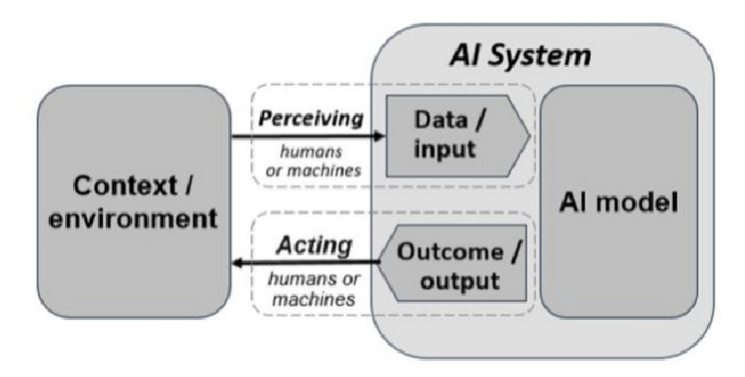 AI System
Perceiving
humans
or machines
Data /
input
Context /
environment
AI model
Acting
humans or
machines
Outcome /
output